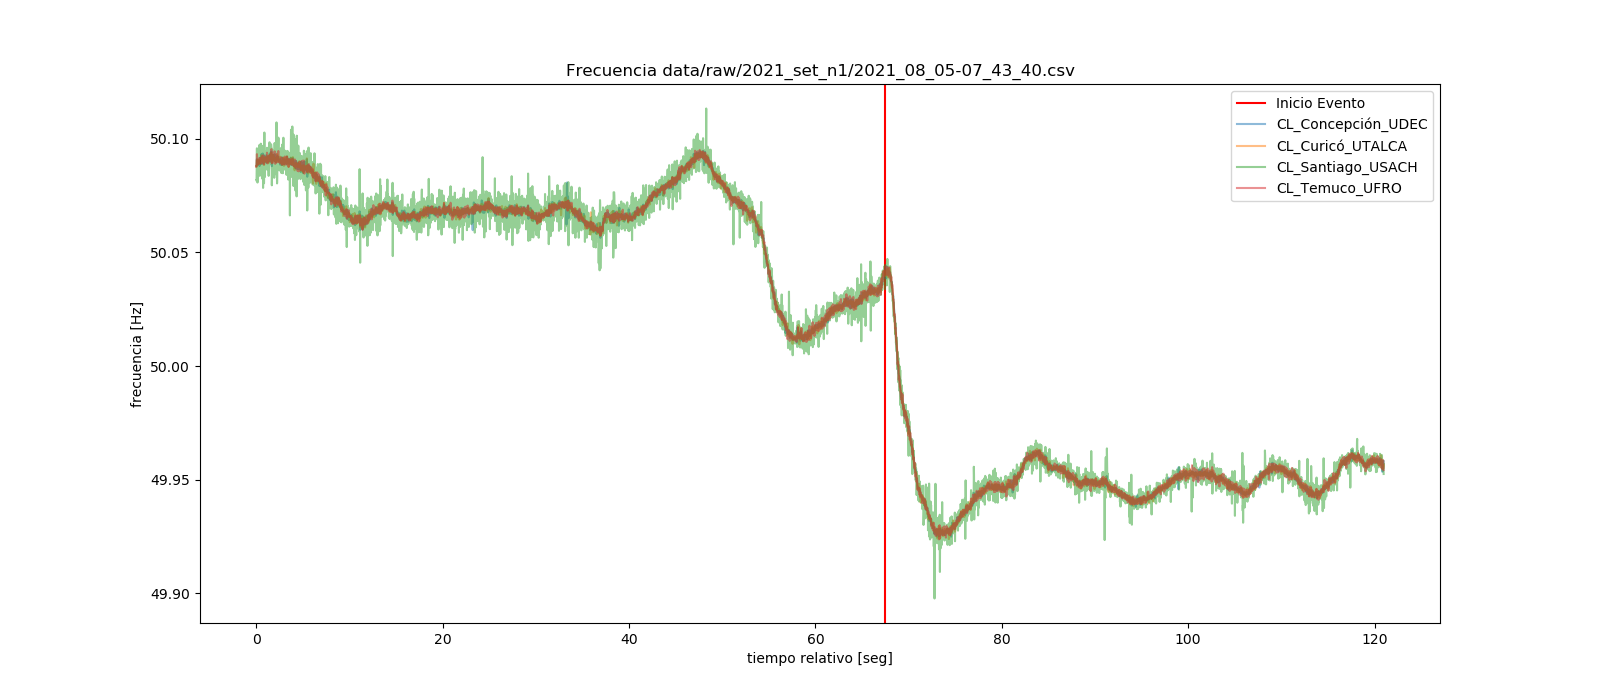 Frecuencia data/raw/2021_set_n1/2021_08_05-07_43_40.csv
Inicio Evento
CL_Concepción_UDEC
CL_Curicó_UTALCA
CL_Santiago_USACH
CL_Temuco_UFRO
frecuencia [Hz]
50.10
50.05
50.00
49.95
49.90
0 20 40 60 80 100 120
tiempo relativo [seg]